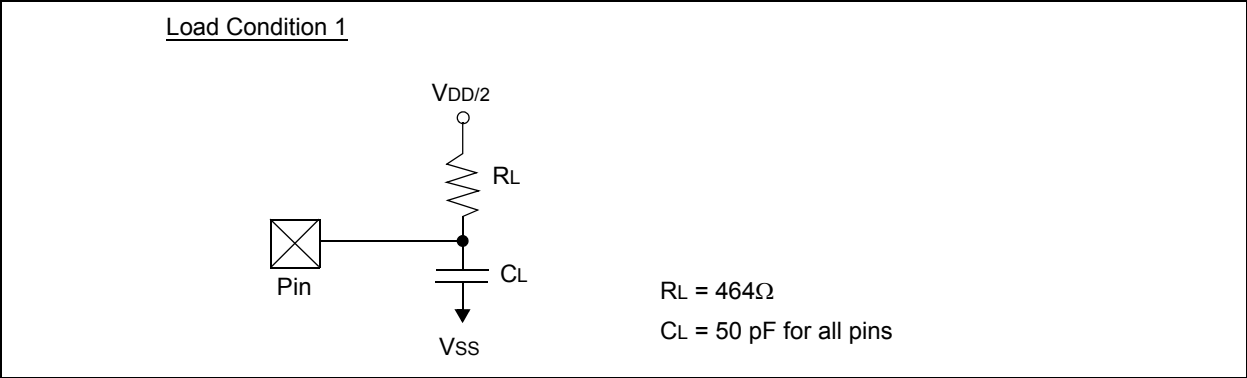 Load Condition 1
VDD/2
RL
Pin
CL
VSS
RL = 464Ω
CL = 50 pF for all pins